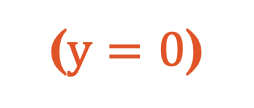 (y = 0)